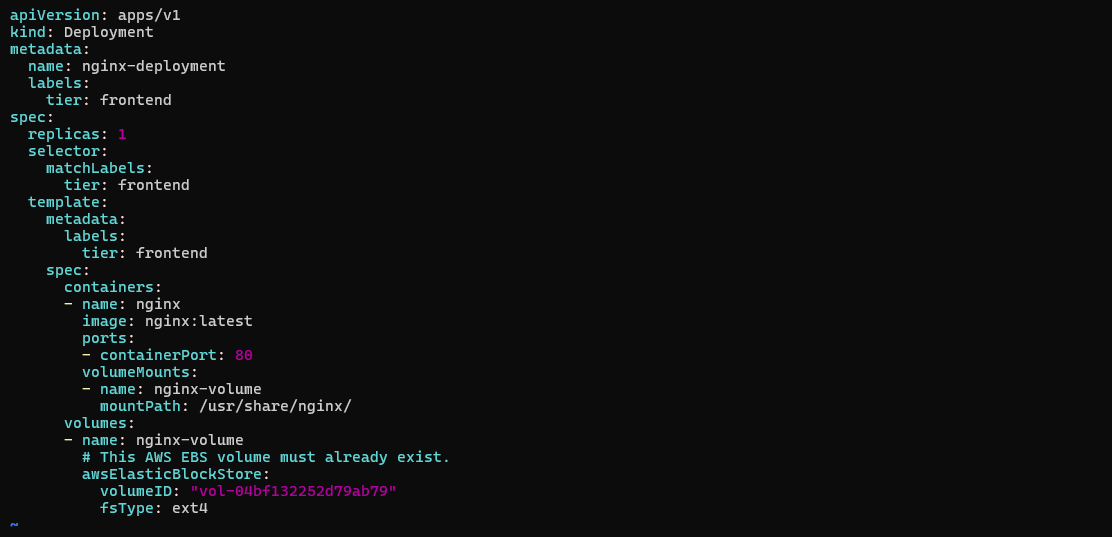 apiVersion: apps/v1
kind: Deployment
metadata:
  name: nginx-deployment
  labels:
    tier: frontend
spec:
  replicas: 1
  selector:
    matchLabels:
      tier: frontend
  template:
    metadata:
      labels:
        tier: frontend
    spec:
      containers:
      - name: nginx
        image: nginx:latest
        ports:
        - containerPort: 80
        volumeMounts:
        - name: nginx-volume
          mountPath: /usr/share/nginx/
      volumes:
      - name: nginx-volume
        # This AWS EBS volume must already exist.
        awsElasticBlockStore:
          volumeID: "vol-04bf132252d79ab79"
          fsType: ext4
~